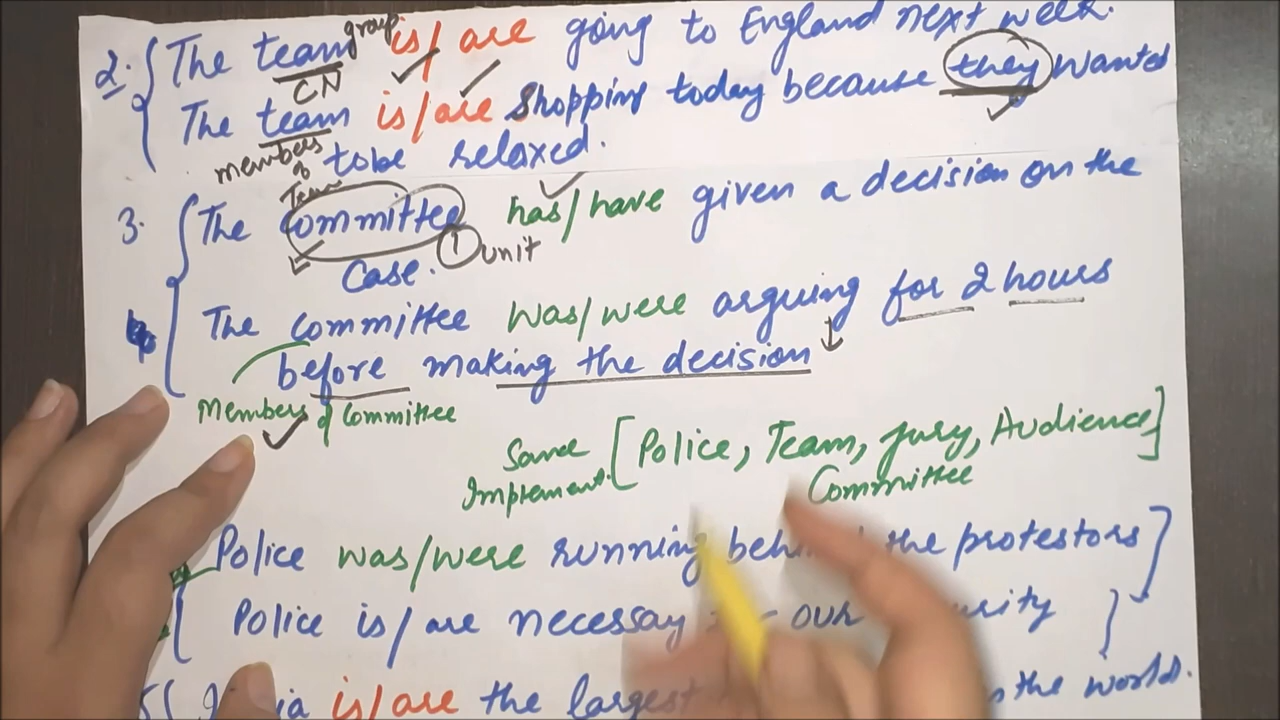 2. The team is/are going to England next week.
group
CN
The team is/are shopping today because they wanted
members of Team
to be relaxed.
3. The committee has/have given a decision on the
case. 1 unit
The committee was/were arguing for 2 hours
before making the decision
Members of Committee
Same [Police, Team, Jury, Audience]
Implement. Committee
Police was/were running the protestors
Police is/are necessary our
5 is/are the largest the world.